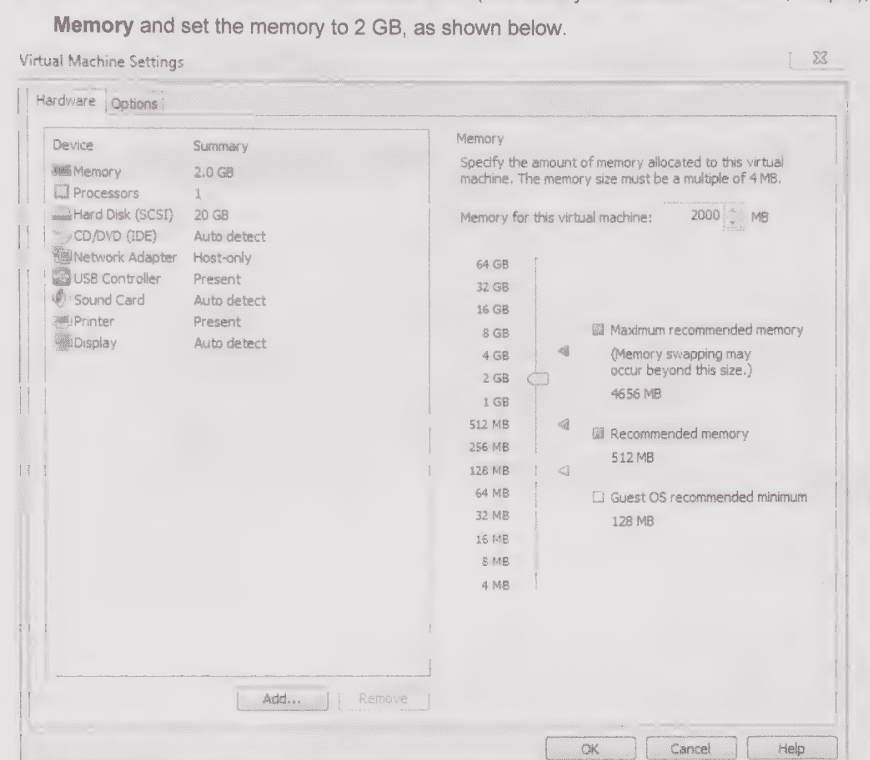 Memory and set the memory to 2 GB, as shown below.
Virtual Machine Settings
Hardware Options
Device Summary
Memory 2.0 GB
Processors 1
Hard Disk (SCSI) 20 GB
CD/DVD (IDE) Auto detect
Network Adapter Host-only
USB Controller Present
Sound Card Auto detect
Printer Present
Display Auto detect
Add... Remove
Memory
Specify the amount of memory allocated to this virtual
machine. The memory size must be a multiple of 4 MB.
Memory for this virtual machine: 2000 MB
64 GB
32 GB
16 GB
8 GB
4 GB
2 GB
1 GB
512 MB
256 MB
128 MB
64 MB
32 MB
16 MB
8 MB
4 MB
Maximum recommended memory
(Memory swapping may
occur beyond this size.)
4656 MB
Recommended memory
512 MB
Guest OS recommended minimum
128 MB
OK Cancel Help